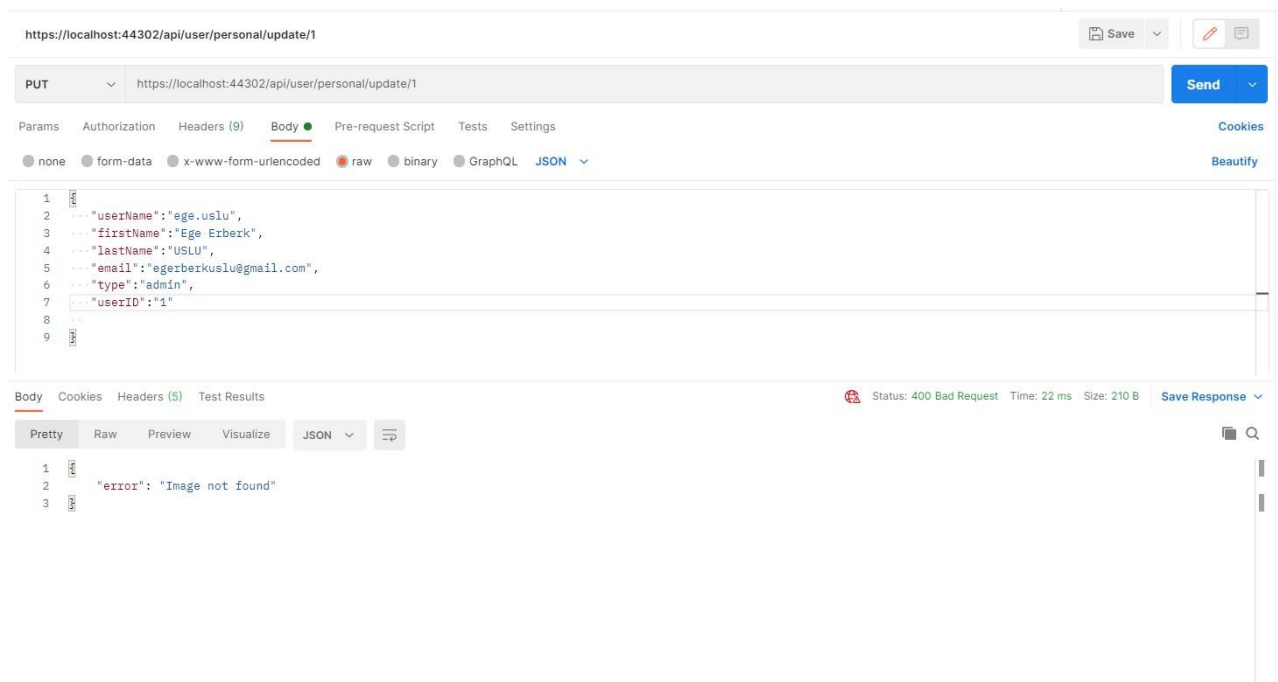 https://localhost:44302/api/user/personal/update/1
Save
PUT
https://localhost:44302/api/user/personal/update/1
Send
Params Authorization Headers (9) Body Pre-request Script Tests Settings Cookies
none form-data x-www-form-urlencoded raw binary GraphQL JSON Beautify
1 {
2 "userName":"ege.uslu",
3 "firstName":"Ege Erberk",
4 "lastName":"USLU",
5 "email":"egerberkuslu@gmail.com",
6 "type":"admin",
7 "userID":"1"
8
9 }
Body Cookies Headers (5) Test Results Status: 400 Bad Request Time: 22 ms Size: 210 B Save Response
Pretty Raw Preview Visualize JSON
1 {
2 "error": "Image not found"
3 }